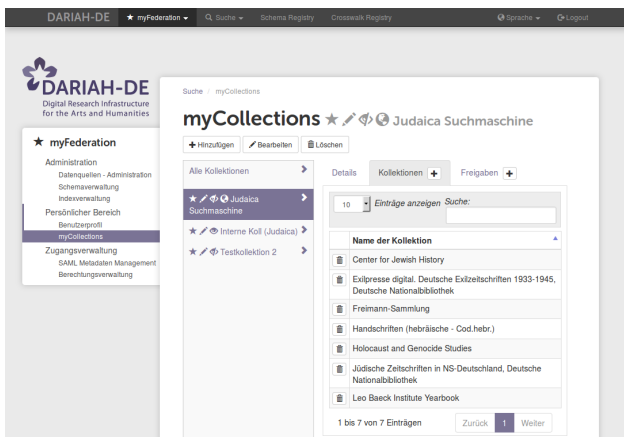 DARIAH-DE
myFederation
Suche
Schema Registry
Crosswalk Registry
Sprache
Logout
DARIAH-DE
Digital Research Infrastructure
for the Arts and Humanities
myFederation
Administration
Datenquellen - Administration
Schemaverwaltung
Indexverwaltung
Persönlicher Bereich
Benutzerprofil
myCollections
Zugangsverwaltung
SAML Metadaten Management
Berechtungsverwaltung
Suche / myCollections
myCollections Judaica Suchmaschine
Hinzufügen
Bearbeiten
Löschen
Alle Kollektionen
Judaica
Suchmaschine
Interne Koll (Judaica)
Testkollektion 2
Details
Kollektionen
Freigaben
10 Einträge anzeigen Suche:
Name der Kollektion
Center for Jewish History
Exilpresse digital. Deutsche Exilzeitschriften 1933-1945,
Deutsche Nationalbibliothek
Freimann-Sammlung
Handschriften (hebräische - Cod.hebr.)
Holocaust and Genocide Studies
Jüdische Zeitschriften in NS-Deutschland, Deutsche
Nationalbibliothek
Leo Baeck Institute Yearbook
1 bis 7 von 7 Einträgen
Zurück 1 Weiter